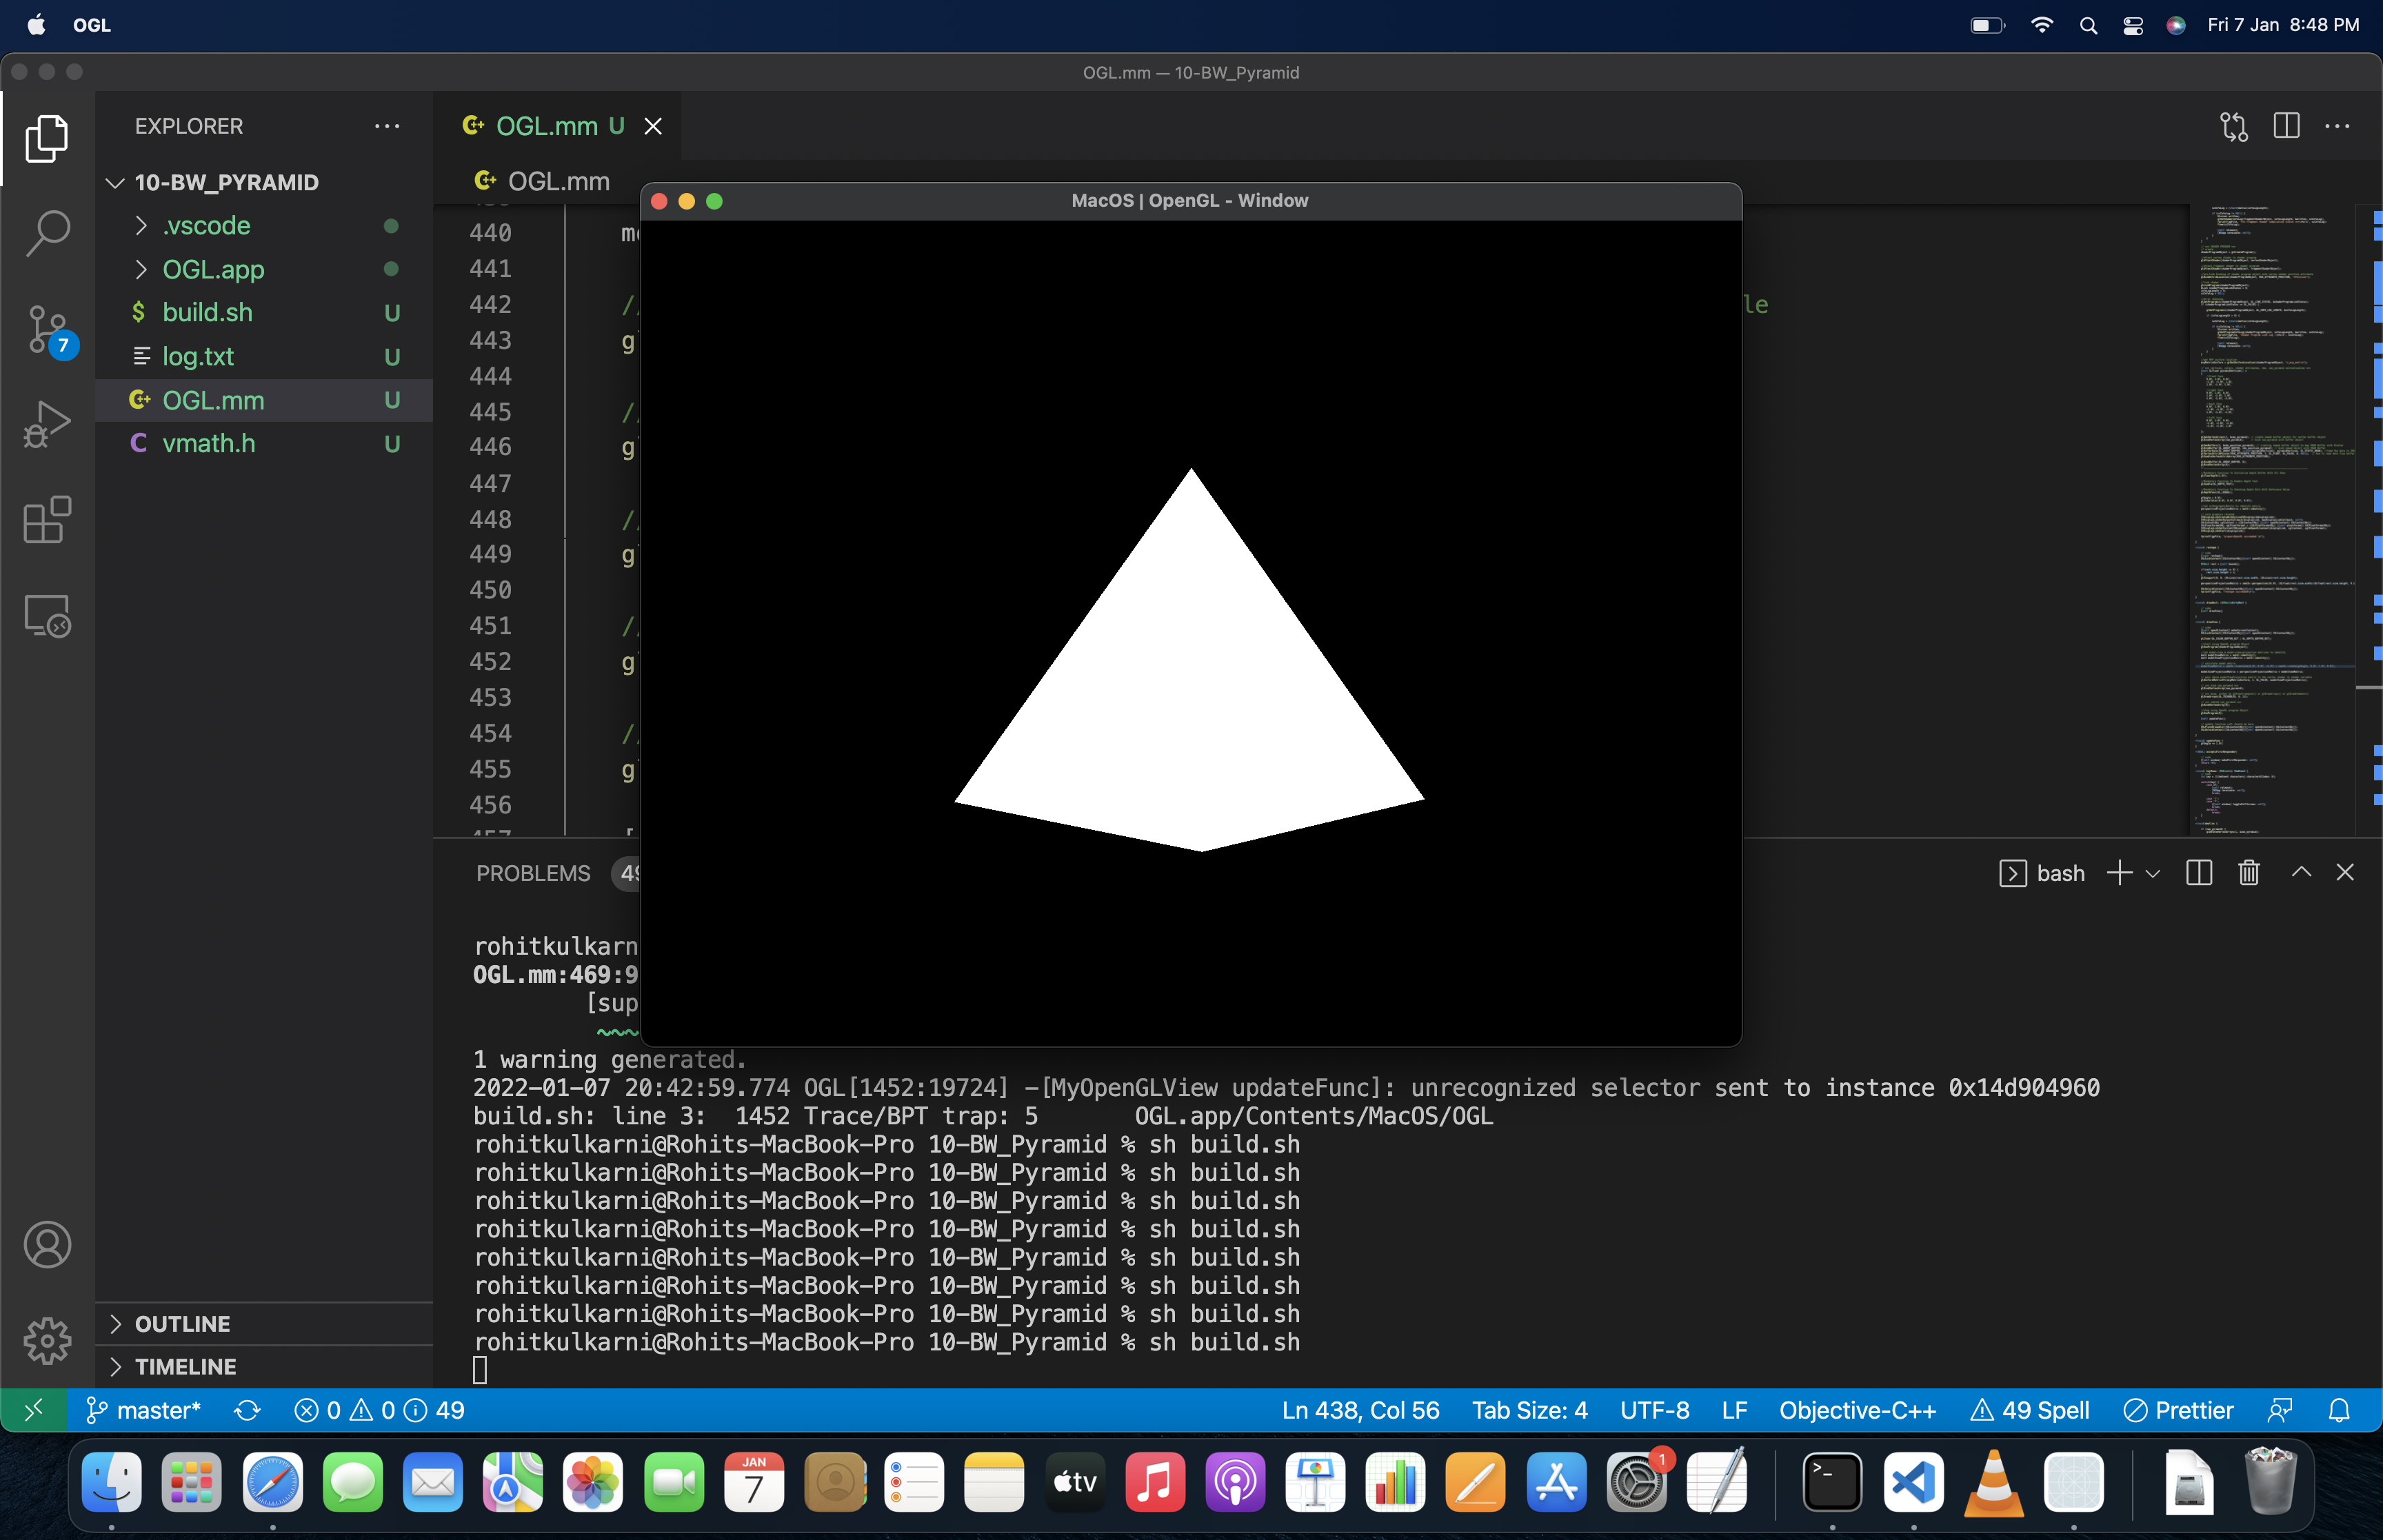 OGL
Fri 7 Jan 8:48 PM
OGL.mm — 10-BW_Pyramid
EXPLORER
OGL.mm U
10-BW_PYRAMID
OGL.mm
MacOS | OpenGL - Window
.vscode
OGL.app
build.sh U
log.txt U
OGL.mm U
vmath.h U
7
440
441
442 // le
443 g
444
445 //
446 g
447
448 //
449 g
450
451 //
452 g
453
454 //
455 g
456
457 [
PROBLEMS 49
bash
rohitkulkarn
OGL.mm:469:9
[sup
~~~
1 warning generated.
2022-01-07 20:42:59.774 OGL[1452:19724] -[MyOpenGLView updateFunc]: unrecognized selector sent to instance 0x14d904960
build.sh: line 3: 1452 Trace/BPT trap: 5 OGL.app/Contents/MacOS/OGL
rohitkulkarni@Rohits-MacBook-Pro 10-BW_Pyramid % sh build.sh
rohitkulkarni@Rohits-MacBook-Pro 10-BW_Pyramid % sh build.sh
rohitkulkarni@Rohits-MacBook-Pro 10-BW_Pyramid % sh build.sh
rohitkulkarni@Rohits-MacBook-Pro 10-BW_Pyramid % sh build.sh
rohitkulkarni@Rohits-MacBook-Pro 10-BW_Pyramid % sh build.sh
rohitkulkarni@Rohits-MacBook-Pro 10-BW_Pyramid % sh build.sh
rohitkulkarni@Rohits-MacBook-Pro 10-BW_Pyramid % sh build.sh
rohitkulkarni@Rohits-MacBook-Pro 10-BW_Pyramid % sh build.sh
OUTLINE
TIMELINE
master* 0 0 49
Ln 438, Col 56 Tab Size: 4 UTF-8 LF Objective-C++ 49 Spell Prettier
JAN
7
tv
1